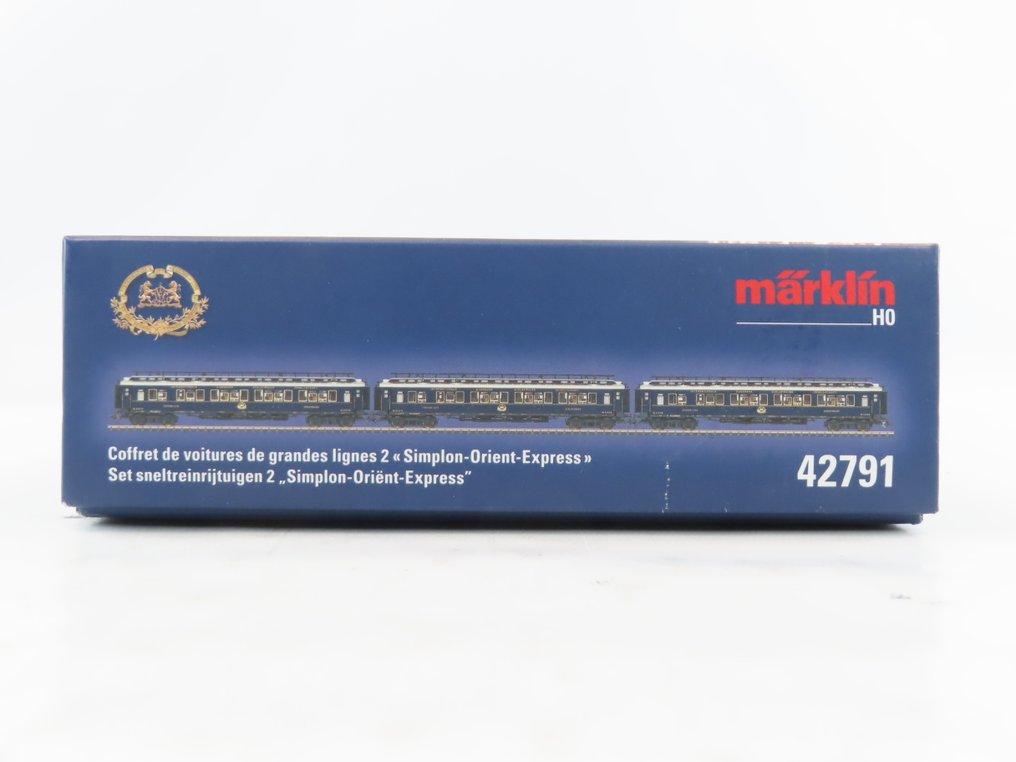 märklin
H0
Coffret de voitures de grandes lignes 2 « Simplon-Orient-Express »
Set sneltreinrijtuigen 2 „Simplon-Oriënt-Express”
42791